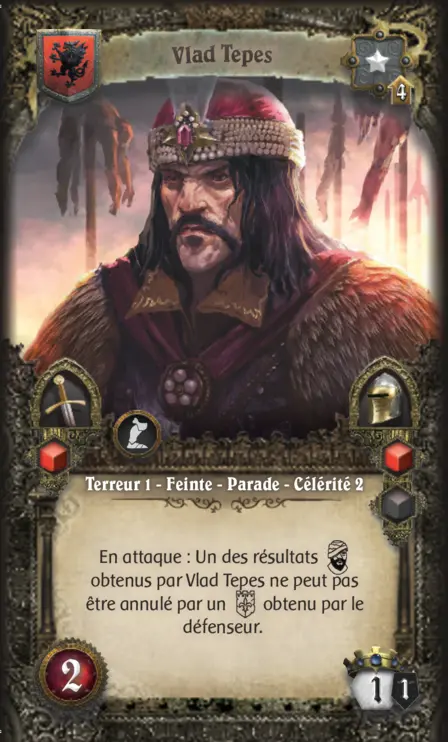 Vlad Tepes
4
Terreur 1 - Feinte - Parade - Célérité 2
En attaque : Un des résultats
obtenus par Vlad Tepes ne peut pas
être annulé par un obtenu par le
défenseur.
2
1 1